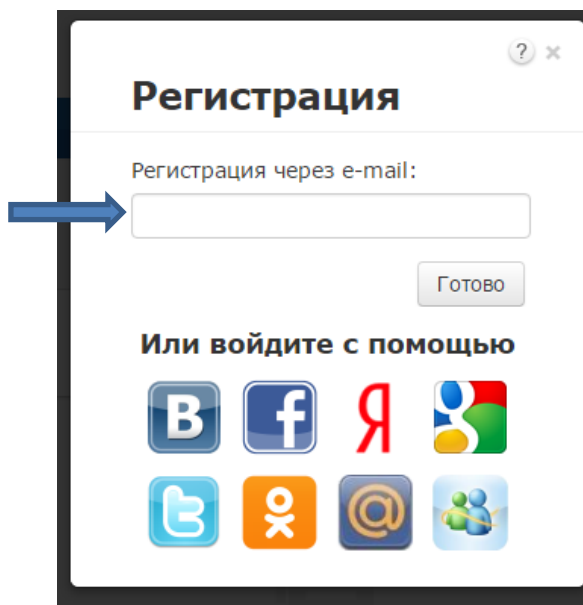 ?
Регистрация
Регистрация через e-mail:
Готово
Или войдите с помощью
В f Я g
t @